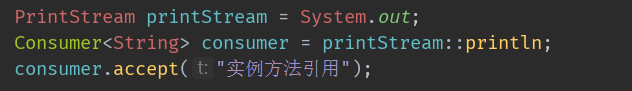 PrintStream printStream = System.out;
Consumer<String> consumer = printStream::println;
consumer.accept( t: "实例方法引用");